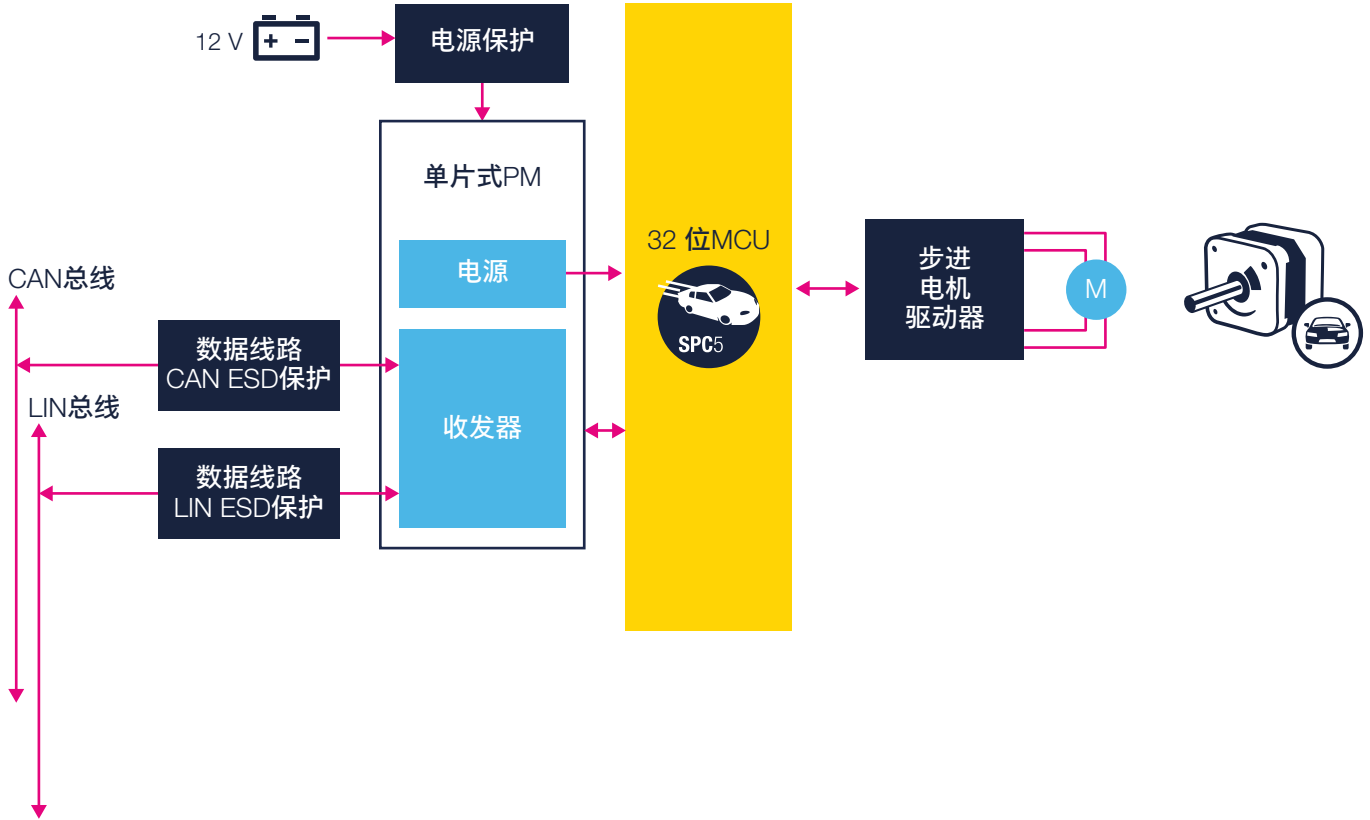 12 V
电源保护
单片式PM
电源
收发器
CAN总线
数据线路
CAN ESD保护
LIN总线
数据线路
LIN ESD保护
32 位MCU
SPC5
步进
电机
驱动器
M